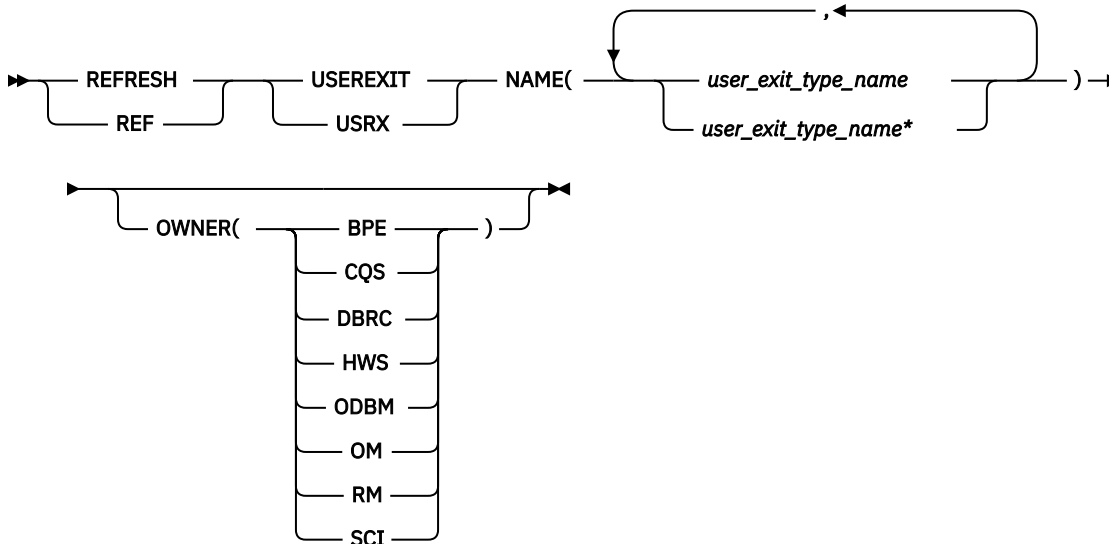 ,
REFRESH USEREXIT NAME( user_exit_type_name )
REF USRX user_exit_type_name*
OWNER( BPE )
CQS
DBRC
HWS
ODBM
OM
RM
SCI